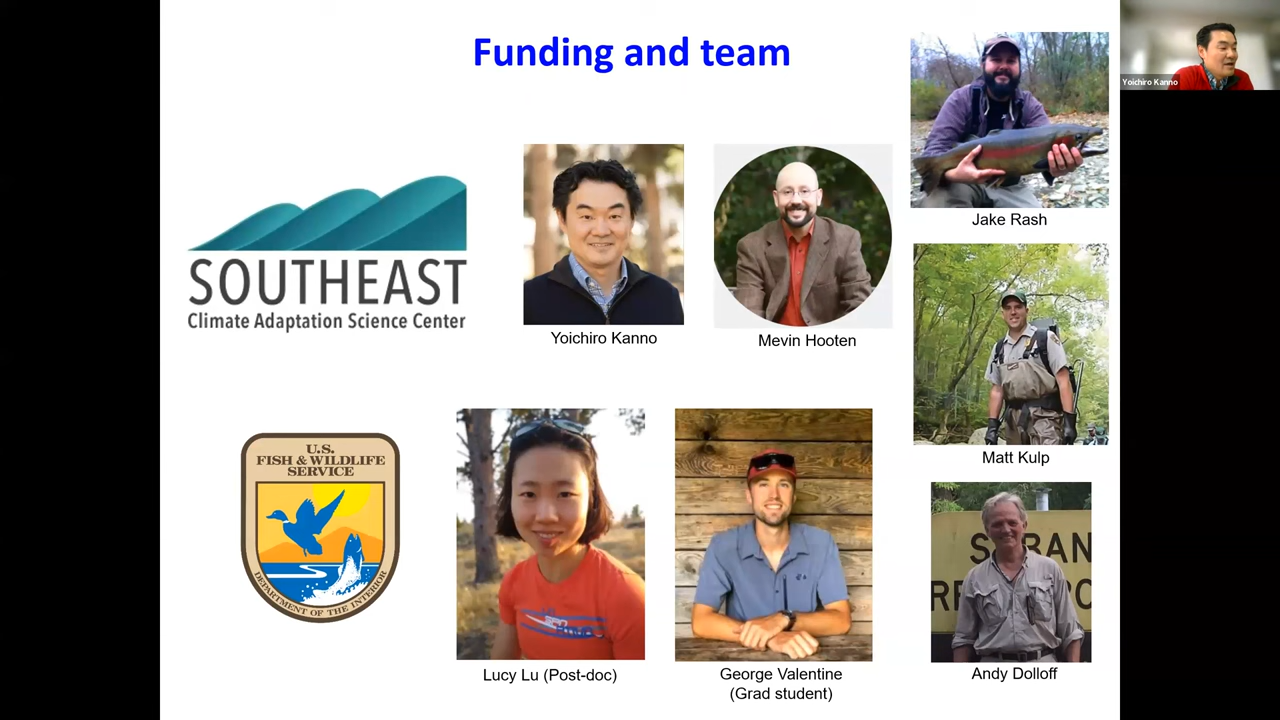 Funding and team
Yoichiro Kanno
SOUTHEAST
Climate Adaptation Science Center
Yoichiro Kanno
Mevin Hooten
Jake Rash
Matt Kulp
U.S.
FISH & WILDLIFE
SERVICE
DEPARTMENT OF THE INTERIOR
Lucy Lu (Post-doc)
George Valentine
(Grad student)
Andy Dolloff